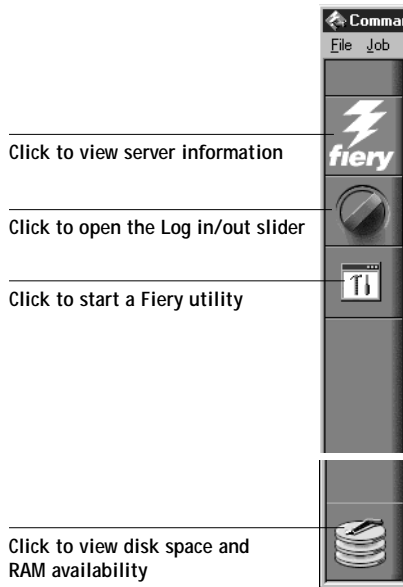 Comma
File Job
fiery
Click to view server information
Click to open the Log in/out slider
Click to start a Fiery utility
Click to view disk space and
RAM availability